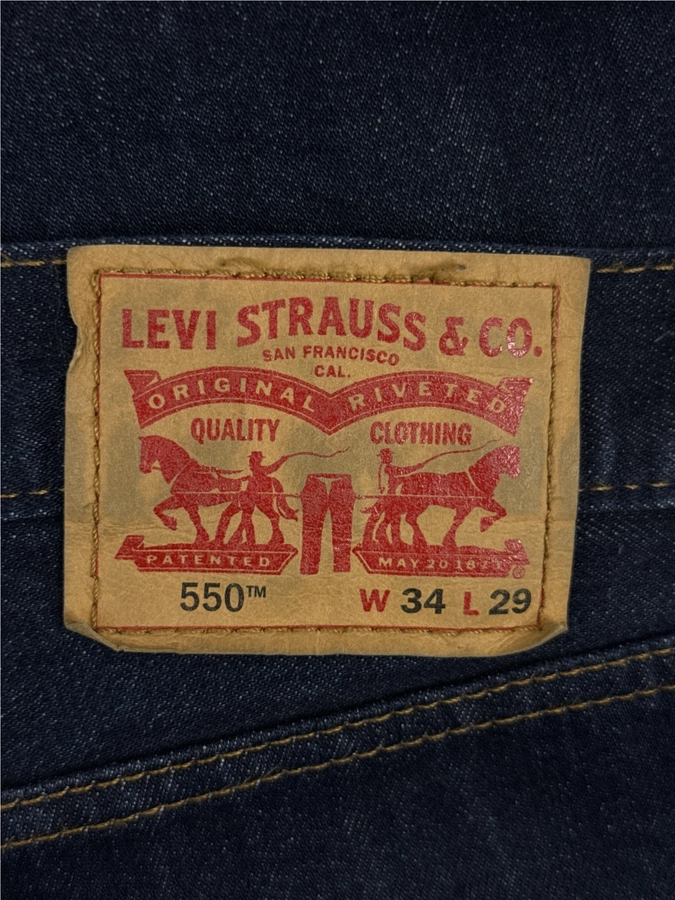 LEVI STRAUSS & CO.
SAN FRANCISCO
CAL.
ORIGINAL RIVETED
QUALITY CLOTHING
PATENTED MAY 20 1873 ®
550™ W 34 L 29